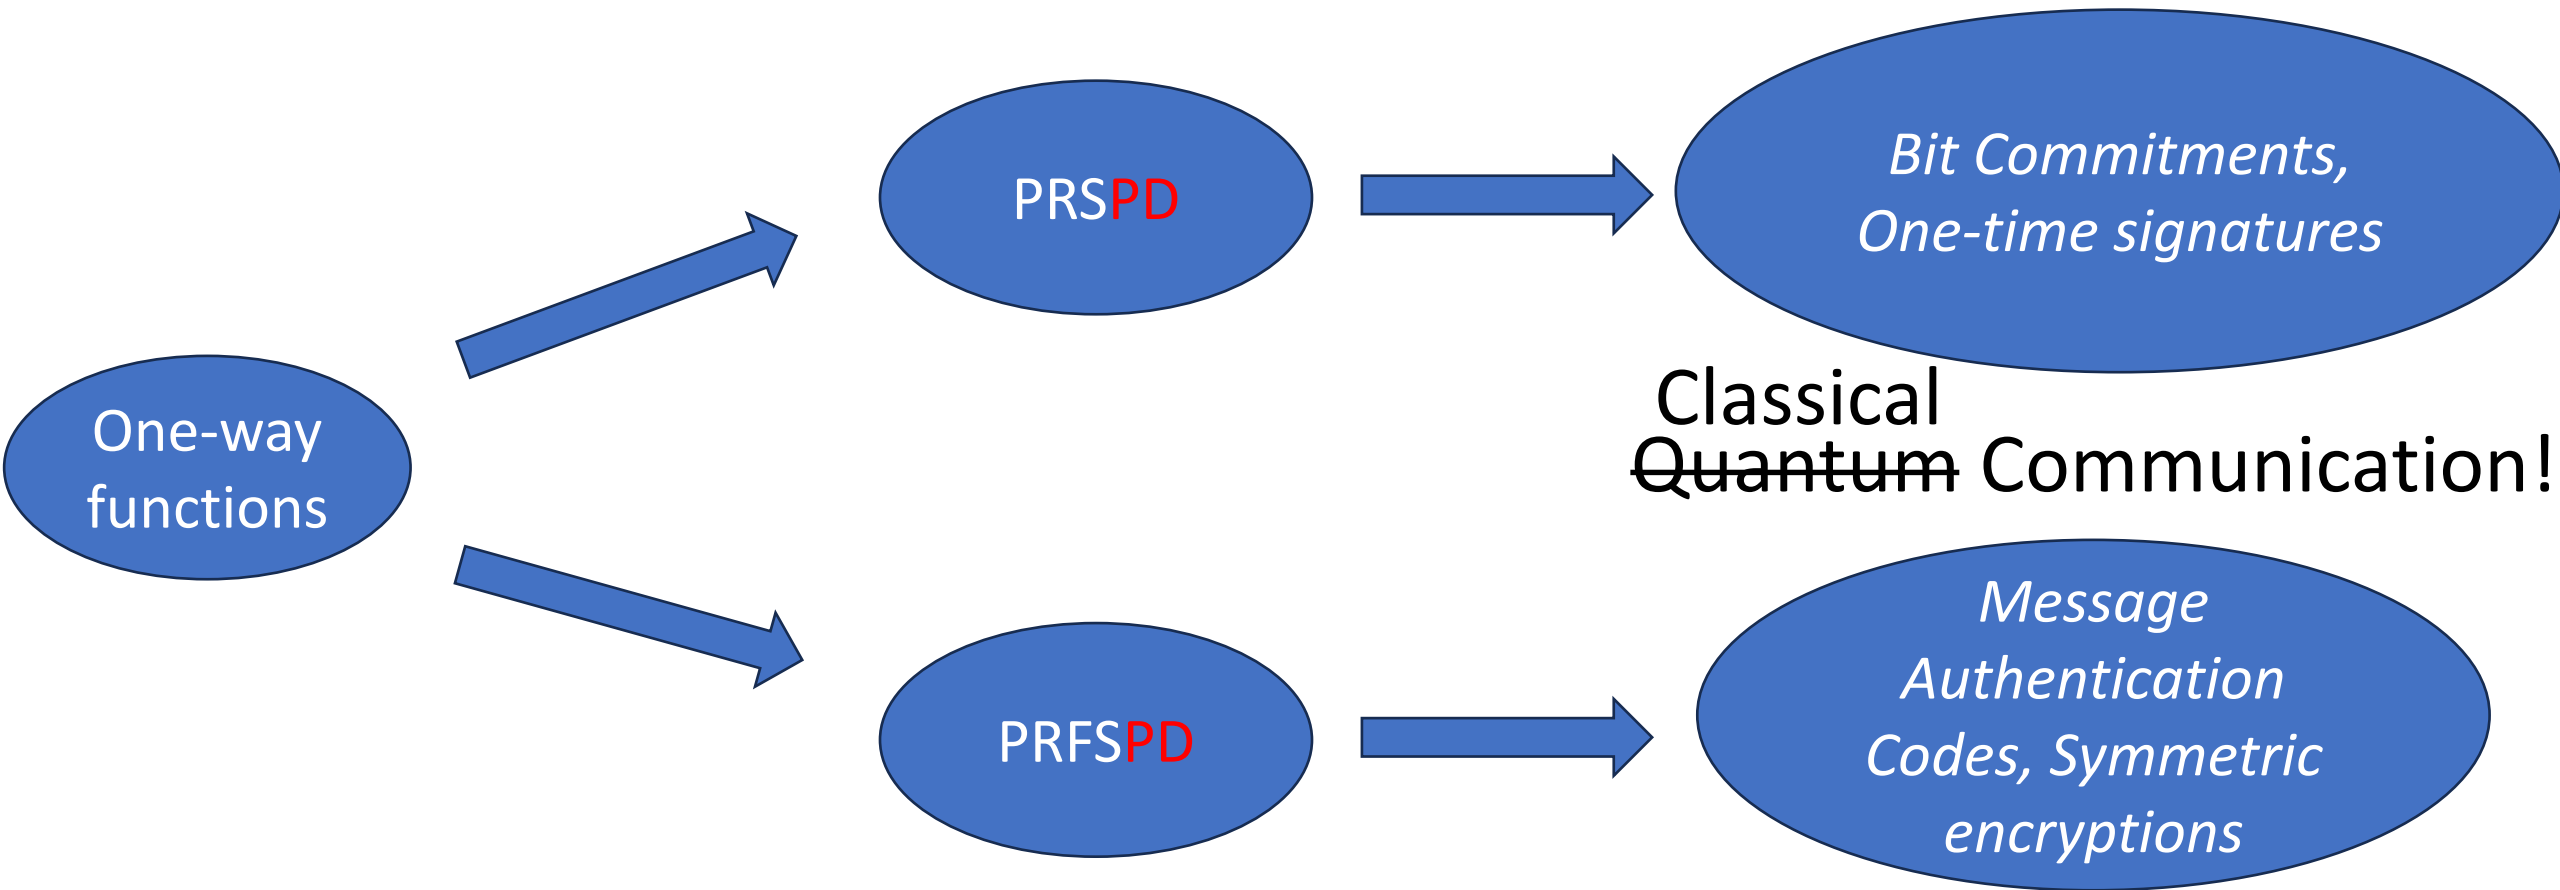 One-way
functions
PRSPD
Bit Commitments,
One-time signatures
Classical
Quantum Communication!
PRFSPD
Message
Authentication
Codes, Symmetric
encryptions